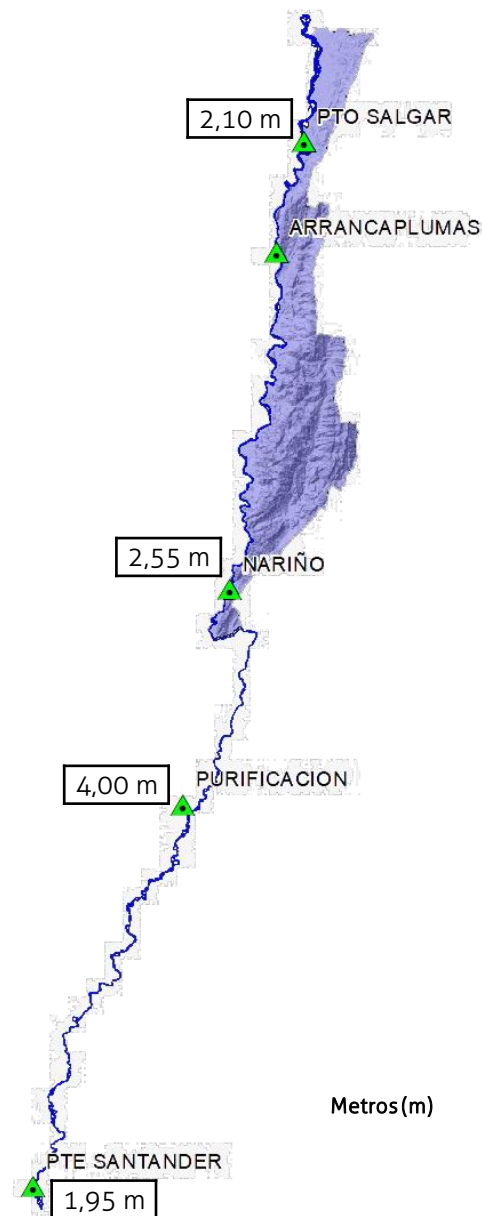 2,10 m
PTO SALGAR
ARRANCAPLUMAS
2,55 m
NARIÑO
4,00 m
PURIFICACION
Metros (m)
PTE SANTANDER
1,95 m